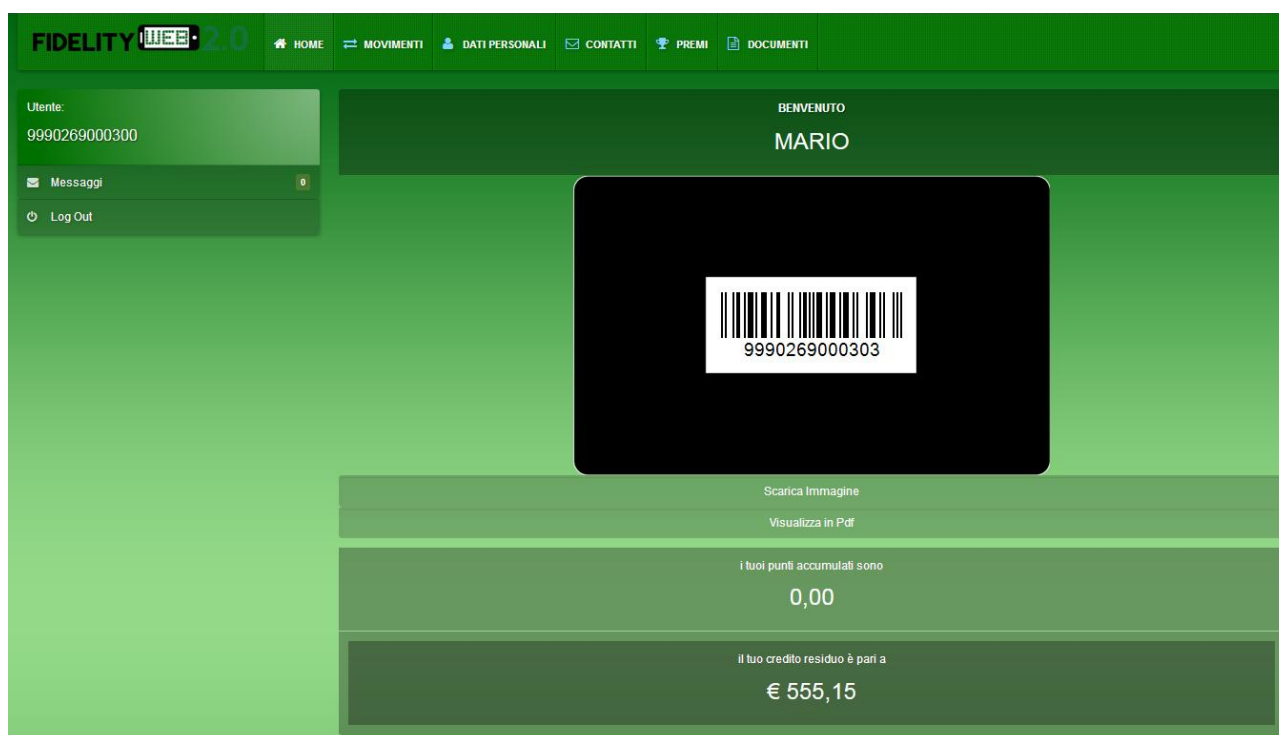 FIDELITY WEB 2.0
HOME
MOVIMENTI
DATI PERSONALI
CONTATTI
PREMI
DOCUMENTI
Utente:
9990269000300
Messaggi 0
Log Out
BENVENUTO
MARIO
9990269000303
Scarica Immagine
Visualizza in Pdf
i tuoi punti accumulati sono
0,00
il tuo credito residuo è pari a
€ 555,15